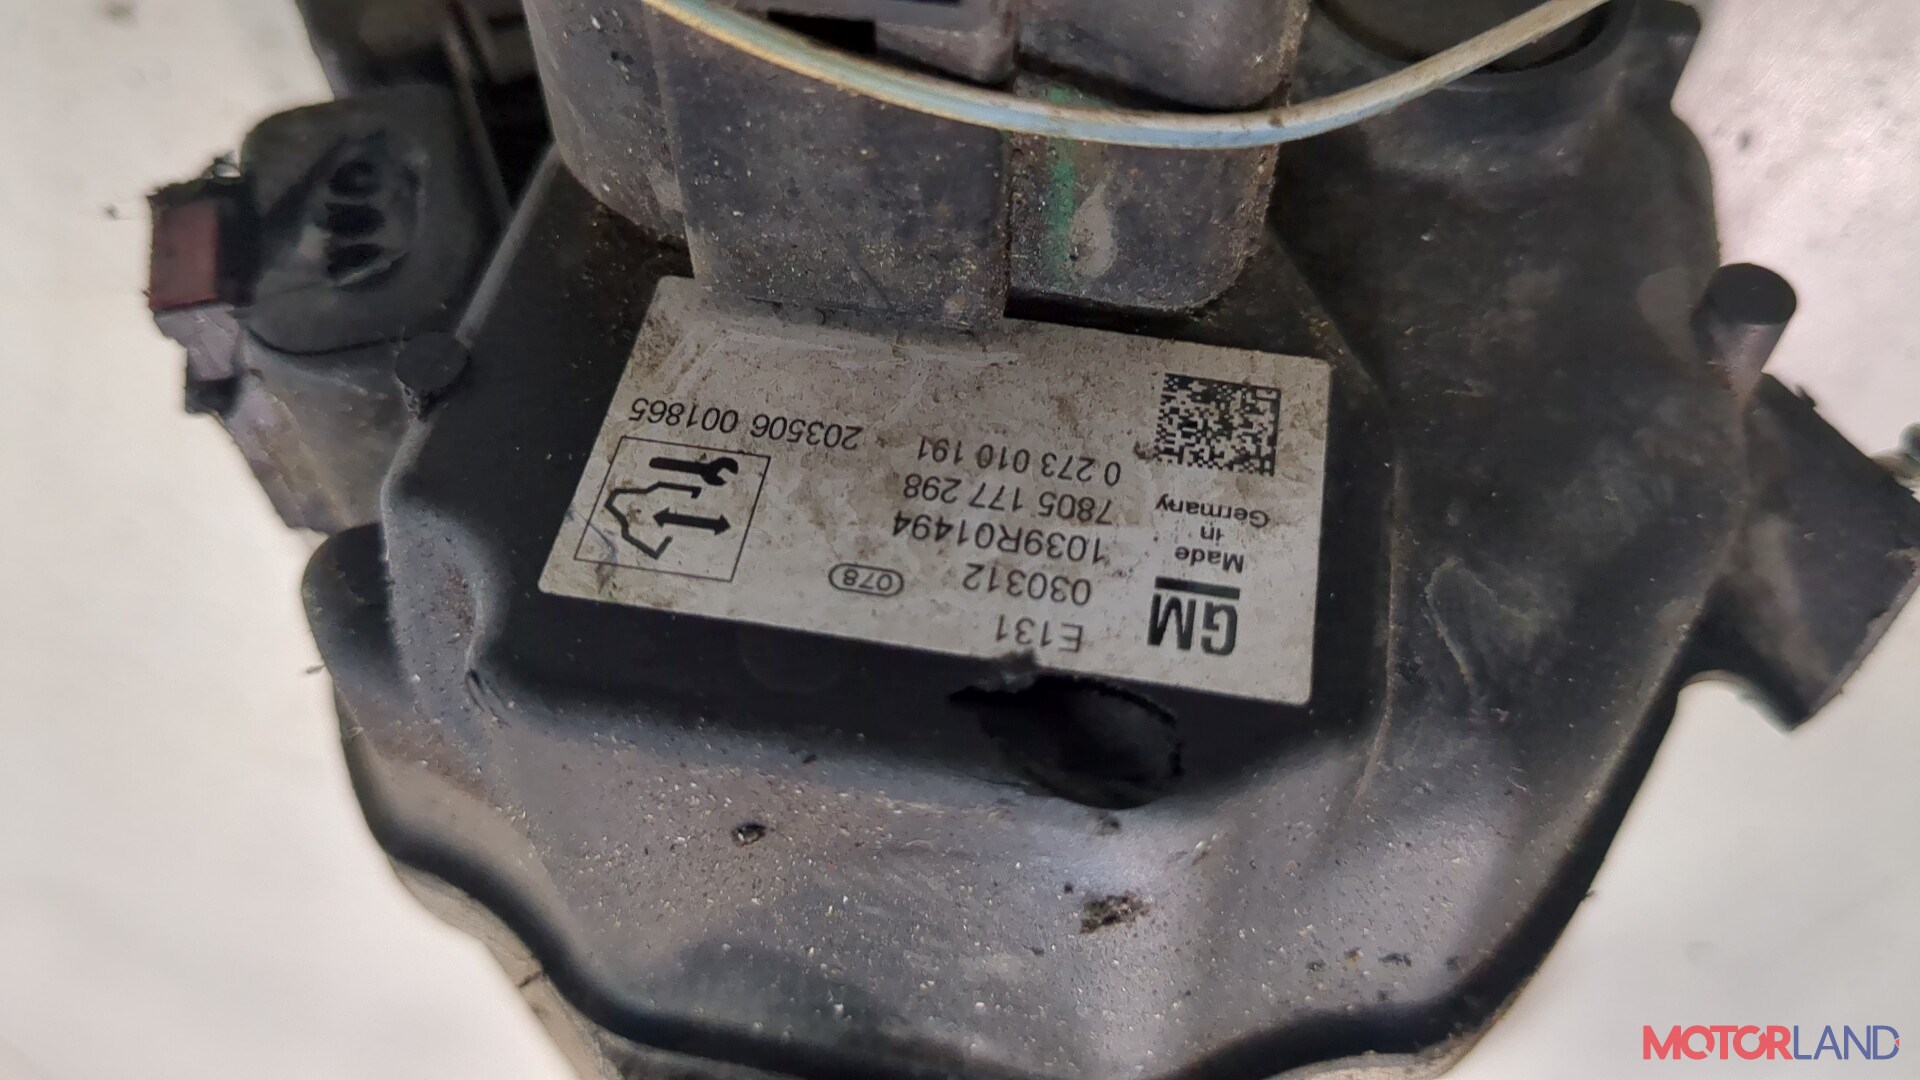 GM
Made
in
Germany
E131
030312 078
1039R01494
7805 177 298
0 273 010 191
203506 001865
MOTORLAND